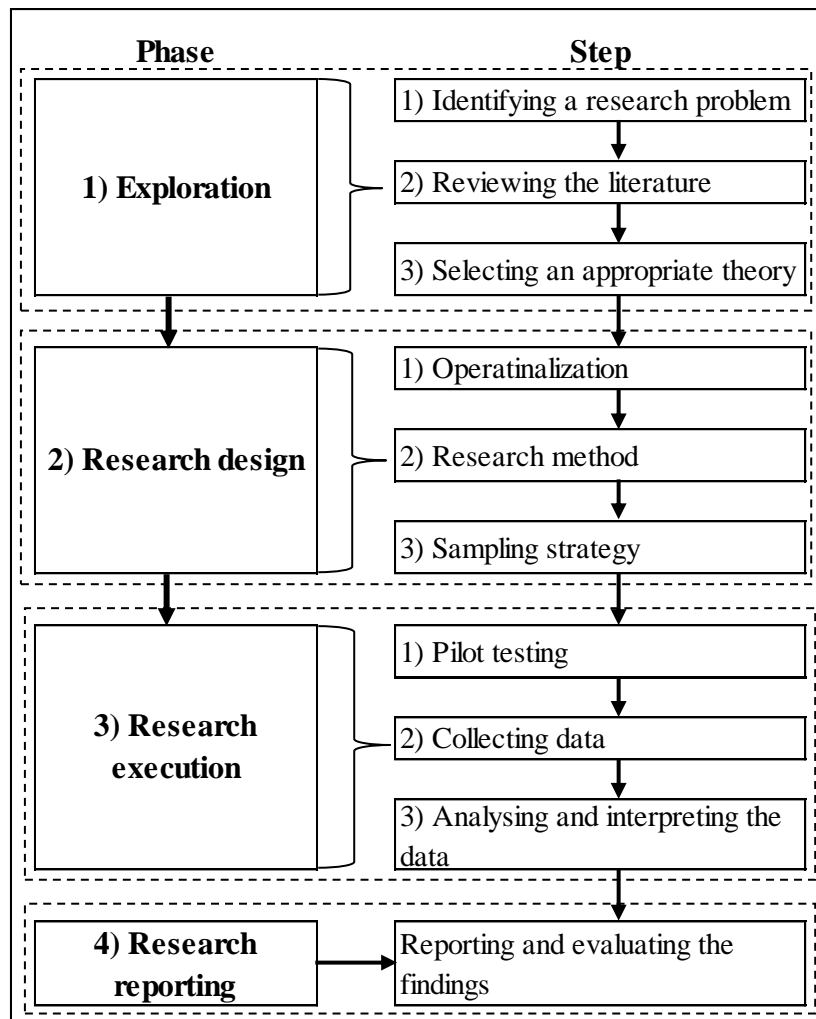 Phase
Step
1) Exploration
1) Identifying a research problem
2) Reviewing the literature
3) Selecting an appropriate theory
2) Research design
1) Operatinalization
2) Research method
3) Sampling strategy
3) Research
execution
1) Pilot testing
2) Collecting data
3) Analysing and interpreting the
data
4) Research
reporting
Reporting and evaluating the
findings